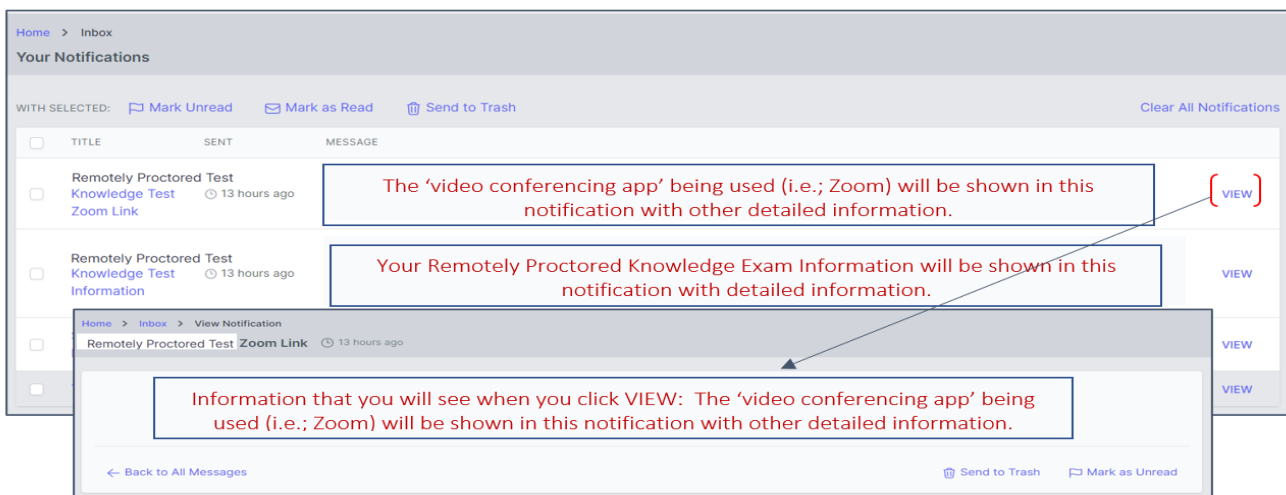 Home > Inbox
Your Notifications
WITH SELECTED: Mark Unread Mark as Read Send to Trash Clear All Notifications
TITLE SENT MESSAGE
Remotely Proctored Test
Knowledge Test
Zoom Link
13 hours ago
The ‘video conferencing app’ being used (i.e.; Zoom) will be shown in this
notification with other detailed information.
VIEW
Remotely Proctored Test
Knowledge Test
Information
13 hours ago
Your Remotely Proctored Knowledge Exam Information will be shown in this
notification with detailed information.
VIEW
VIEW
VIEW
Home > Inbox > View Notification
Remotely Proctored Test Zoom Link 13 hours ago
Information that you will see when you click VIEW: The ‘video conferencing app’ being
used (i.e.; Zoom) will be shown in this notification with other detailed information.
← Back to All Messages Send to Trash Mark as Unread